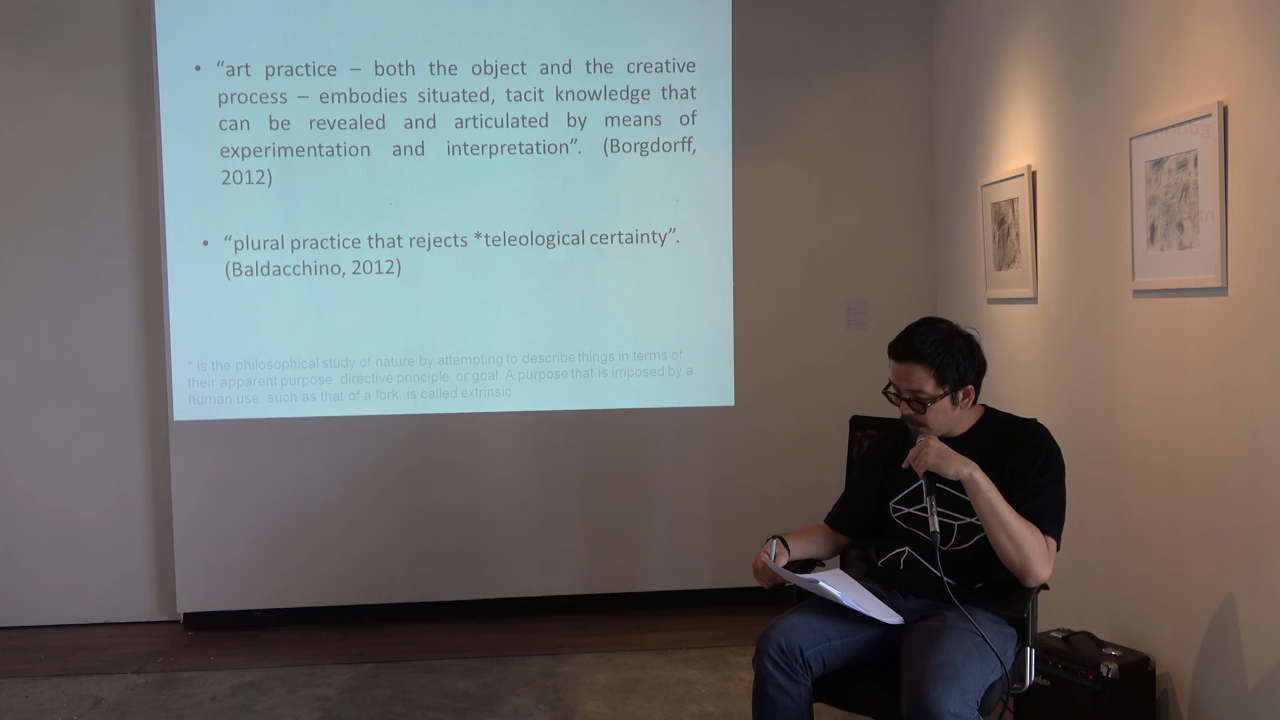 • “art practice – both the object and the creative
process – embodies situated, tacit knowledge that
can be revealed and articulated by means of
experimentation and interpretation”. (Borgdorff,
2012)
• “plural practice that rejects *teleological certainty”.
(Baldacchino, 2012)
* is the philosophical study of nature by attempting to describe things in terms of
their apparent purpose, directive principle, or goal. A purpose that is imposed by a
human use, such as that of a fork, is called extrinsic.